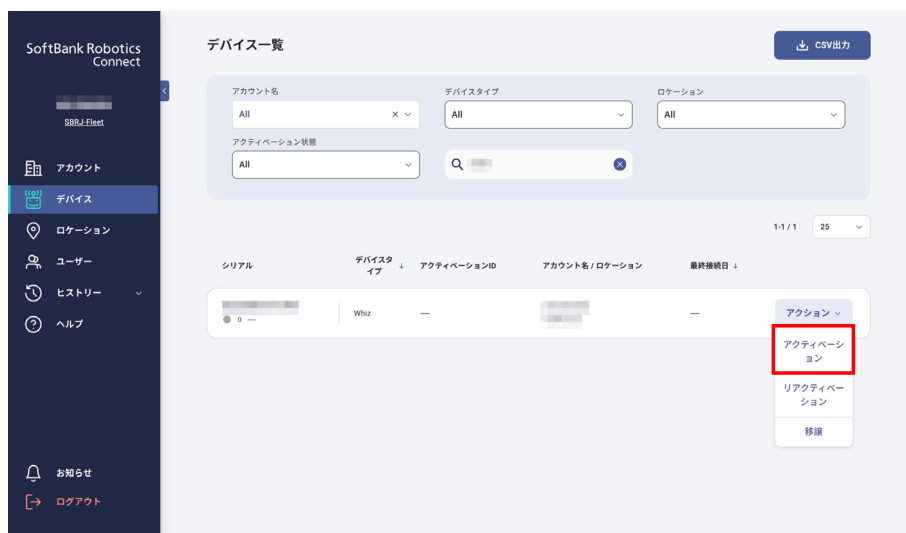 SoftBank Robotics
Connect
SBRJ-Fleet
アカウント
デバイス
ロケーション
ユーザー
ヒストリー
ヘルプ
お知らせ
ログアウト
デバイス一覧
CSV出力
アカウント名
デバイスタイプ
ロケーション
All
All
All
アクティベーション状態
All
1-1 / 1
25
シリアル
デバイスタ
イプ
アクティベーションID
アカウント名 / ロケーション
最終接続日
0 ---
Whiz
---
---
アクション
アクティベーシ
ョン
リアクティベー
ション
移譲